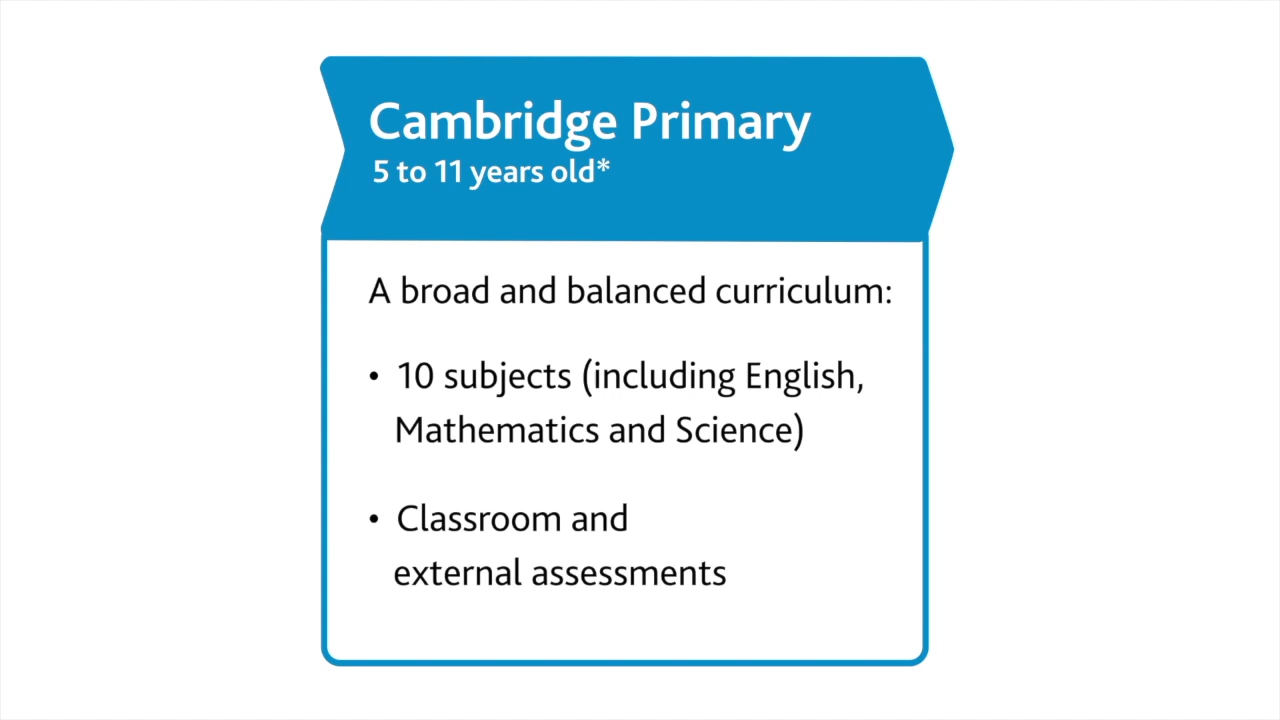 Cambridge Primary
5 to 11 years old*
A broad and balanced curriculum:
• 10 subjects (including English,
Mathematics and Science)
• Classroom and
external assessments